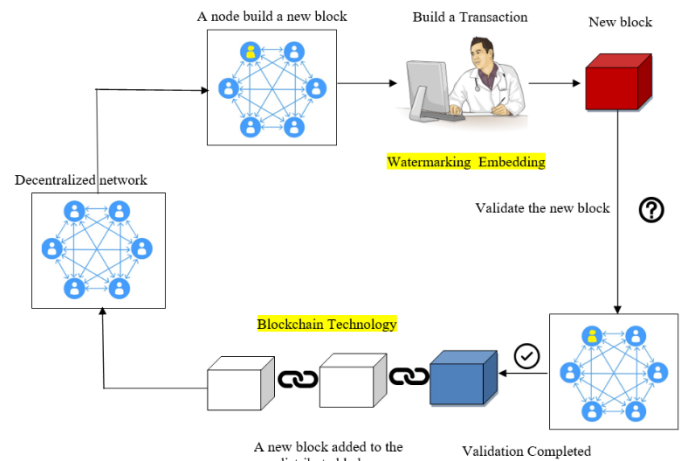 A node build a new block
Build a Transaction
New block
Watermarking Embedding
Decentralized network
Validate the new block
Blockchain Technology
A new block added to the
Validation Completed